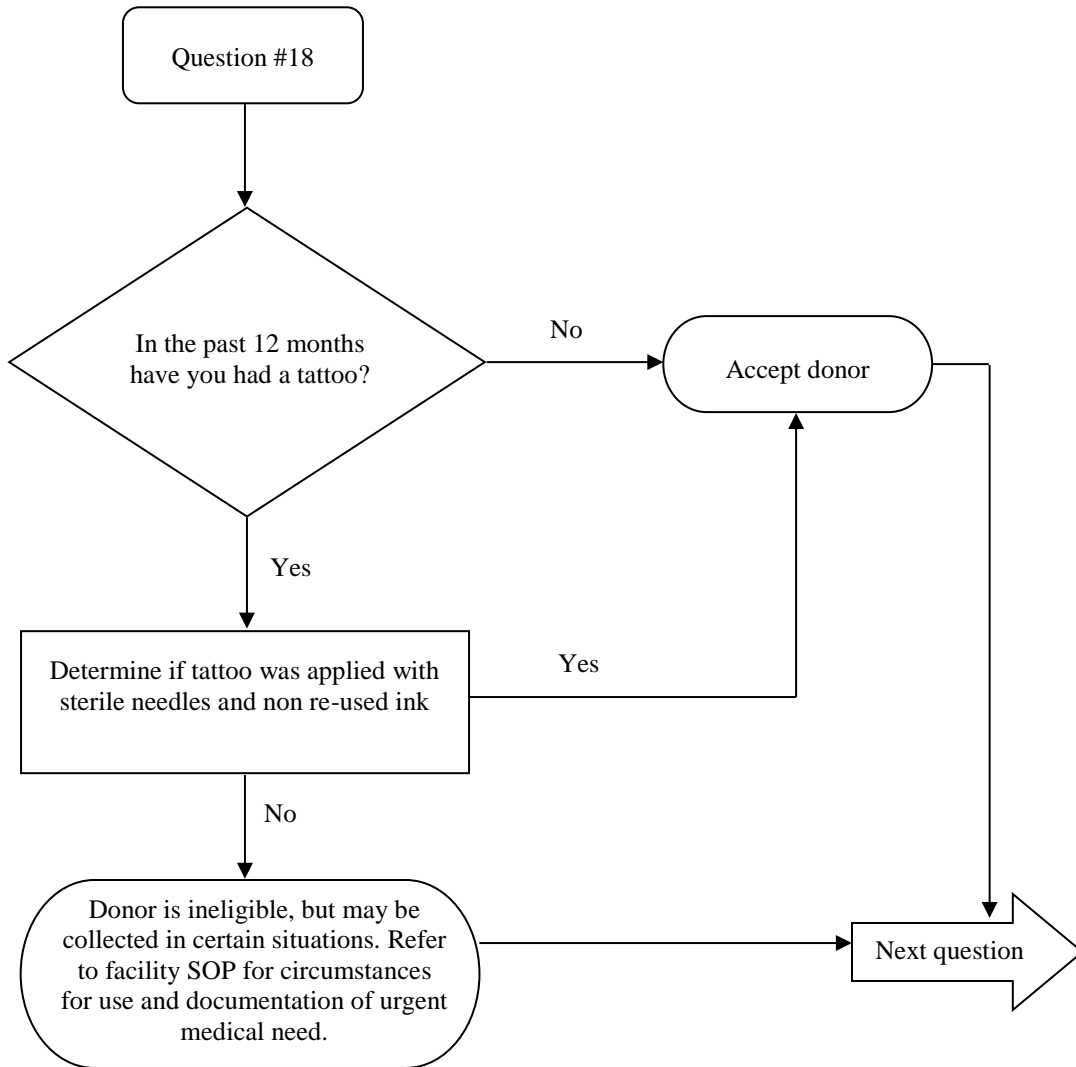 Question #18
In the past 12 months
have you had a tattoo?
No
Accept donor
Yes
Determine if tattoo was applied with
sterile needles and non re-used ink
Yes
No
Donor is ineligible, but may be
collected in certain situations. Refer
to facility SOP for circumstances
for use and documentation of urgent
medical need.
Next question